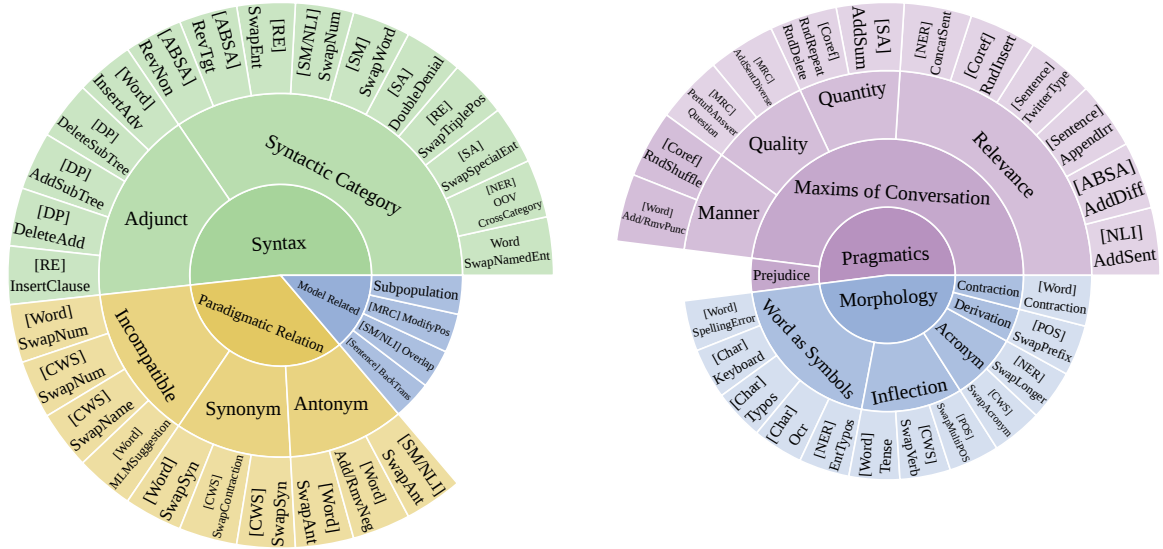 [RE]
InsertClause
[DP]
DeleteAdd
[DP]
AddSubTree
[DP]
DeleteSubTree
[Word]
InsertAdv
[ABSA]
RevNon
[ABSA]
RevTgt
[RE]
SwapEnt
[SM/NLI]
SwapNum
[SM]
SwapWord
[SA]
DoubleDenial
[RE]
SwapTriplePos
[SA]
SwapSpecialEnt
[NER]
OOV
CrossCategory
Word
SwapNamedEnt
Adjunct
Syntactic Category
Syntax
Paradigmatic Relation
Model Related
Subpopulation
[MRC] ModifyPos
[SM/NLI] Overlap
[Sentence] BackTrans
Incompatible
Synonym
Antonym
[Word]
SwapNum
[CWS]
SwapNum
[CWS]
SwapName
[Word]
MLMSuggestion
[Word]
SwapSyn
[CWS]
SwapContraction
[CWS]
SwapSyn
[Word]
SwapAnt
[Word]
Add/RmvNeg
[SM/NLI]
SwapAnt
[Word]
Add/RmvPunc
[Coref]
RndShuffle
[MRC]
PerturbAnswer
Question
[MRC]
AddSentDiverse
[Coref]
RndRepeat
RndDelete
[SA]
AddSum
[NER]
ConcatSent
[Coref]
RndInsert
[Sentence]
TwitterType
[Sentence]
AppendIrr
[ABSA]
AddDiff
[NLI]
AddSent
Manner
Quality
Quantity
Relevance
Maxims of Conversation
Prejudice
Pragmatics
Morphology
Contraction
Derivation
Acronym
Inflection
Word as Symbols
[Word]
Contraction
[POS]
SwapPrefix
[NER]
SwapLonger
[CWS]
SwapAcronym
[POS]
SwapMultiPOS
[CWS]
SwapVerb
[Word]
Tense
[NER]
EntTypos
[Char]
Ocr
[Char]
Typos
[Char]
Keyboard
[Word]
SpellingError